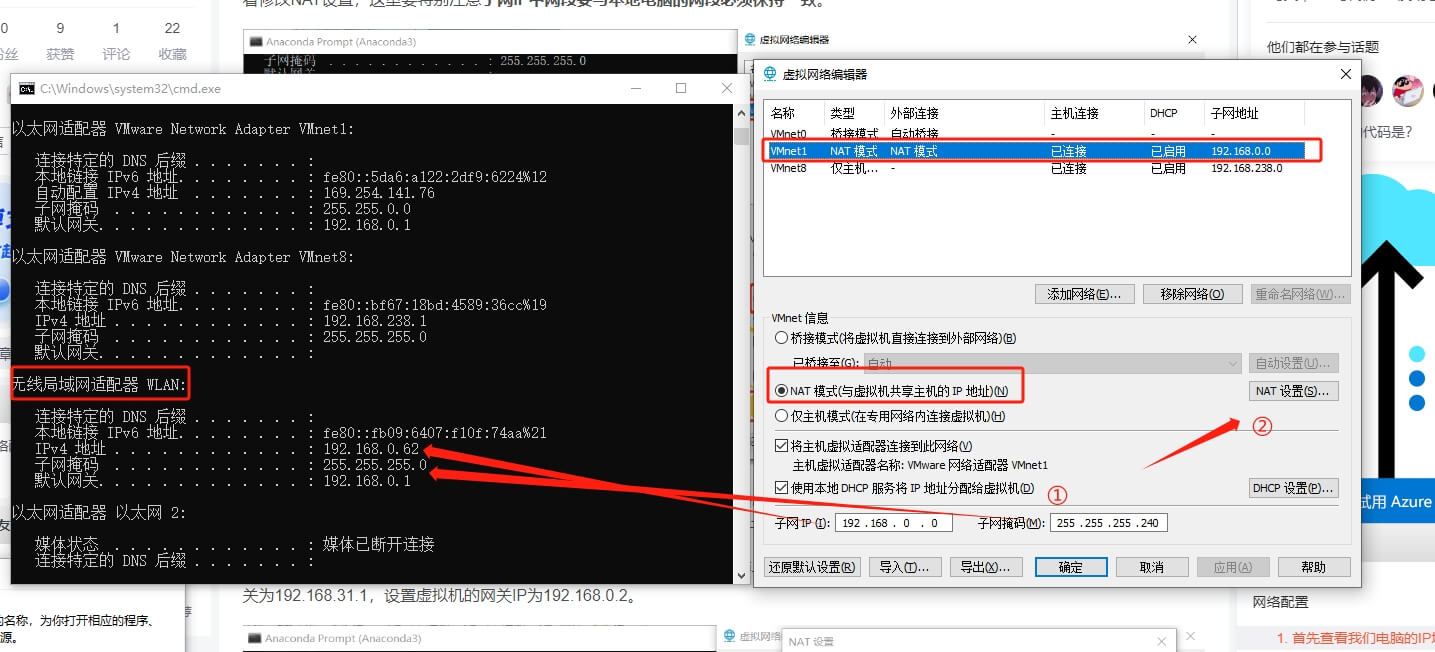 看修改NAT设置，这里要特别注意子网IP中网段要与本地电脑的网段必须保持一致。
0 9 1 22
粉丝 获赞 评论 收藏
Anaconda Prompt (Anaconda3)
子网掩码 . . . . . . . . . . . . : 255.255.255.0
虚拟网络编辑器
他们都在参与话题
代码是?
C:\Windows\system32\cmd.exe
以太网适配器 VMware Network Adapter VMnet1:
连接特定的 DNS 后缀 . . . . . . . :
本地链接 IPv6 地址. . . . . . . . : fe80::5da6:a122:2df9:6224%12
自动配置 IPv4 地址 . . . . . . . : 169.254.141.76
子网掩码 . . . . . . . . . . . . : 255.255.0.0
默认网关. . . . . . . . . . . . . : 192.168.0.1
以太网适配器 VMware Network Adapter VMnet8:
连接特定的 DNS 后缀 . . . . . . . :
本地链接 IPv6 地址. . . . . . . . : fe80::bf67:18bd:4589:36cc%19
IPv4 地址 . . . . . . . . . . . . : 192.168.238.1
子网掩码 . . . . . . . . . . . . : 255.255.255.0
默认网关. . . . . . . . . . . . . :
无线局域网适配器 WLAN:
连接特定的 DNS 后缀 . . . . . . . :
本地链接 IPv6 地址. . . . . . . . : fe80::fb09:6407:f10f:74aa%21
IPv4 地址 . . . . . . . . . . . . : 192.168.0.62
子网掩码 . . . . . . . . . . . . : 255.255.255.0
默认网关. . . . . . . . . . . . . : 192.168.0.1
以太网适配器 以太网 2:
媒体状态 . . . . . . . . . . . . : 媒体已断开连接
连接特定的 DNS 后缀 . . . . . . . :
虚拟网络编辑器
名称 类型 外部连接 主机连接 DHCP 子网地址
VMnet0 桥接模式 自动桥接 - - -
VMnet1 NAT 模式 NAT 模式 已连接 已启用 192.168.0.0
VMnet8 仅主机... - 已连接 已启用 192.168.238.0
添加网络(E)... 移除网络(O) 重命名网络(W)...
VMnet 信息
桥接模式(将虚拟机直接连接到外部网络)(B)
已桥接至(G): 自动 自动设置(U)...
NAT 模式(与虚拟机共享主机的 IP 地址)(N) NAT 设置(S)...
仅主机模式(在专用网络内连接虚拟机)(H)
②
将主机虚拟适配器连接到此网络(V)
主机虚拟适配器名称: VMware 网络适配器 VMnet1
使用本地 DHCP 服务将 IP 地址分配给虚拟机(D) ① DHCP 设置(P)...
子网 IP (I): 192 . 168 . 0 . 0 子网掩码(M): 255 . 255 . 255 . 240
还原默认设置(R) 导入(T)... 导出(X)... 确定 取消 应用(A) 帮助
试用 Azure
关为192.168.31.1，设置虚拟机的网关IP为192.168.0.2。
的名称，为你打开相应的程序、
源。
Anaconda Prompt (Anaconda3)
虚拟网络
NAT 设置
网络配置
1. 首先查看我们电脑的IP